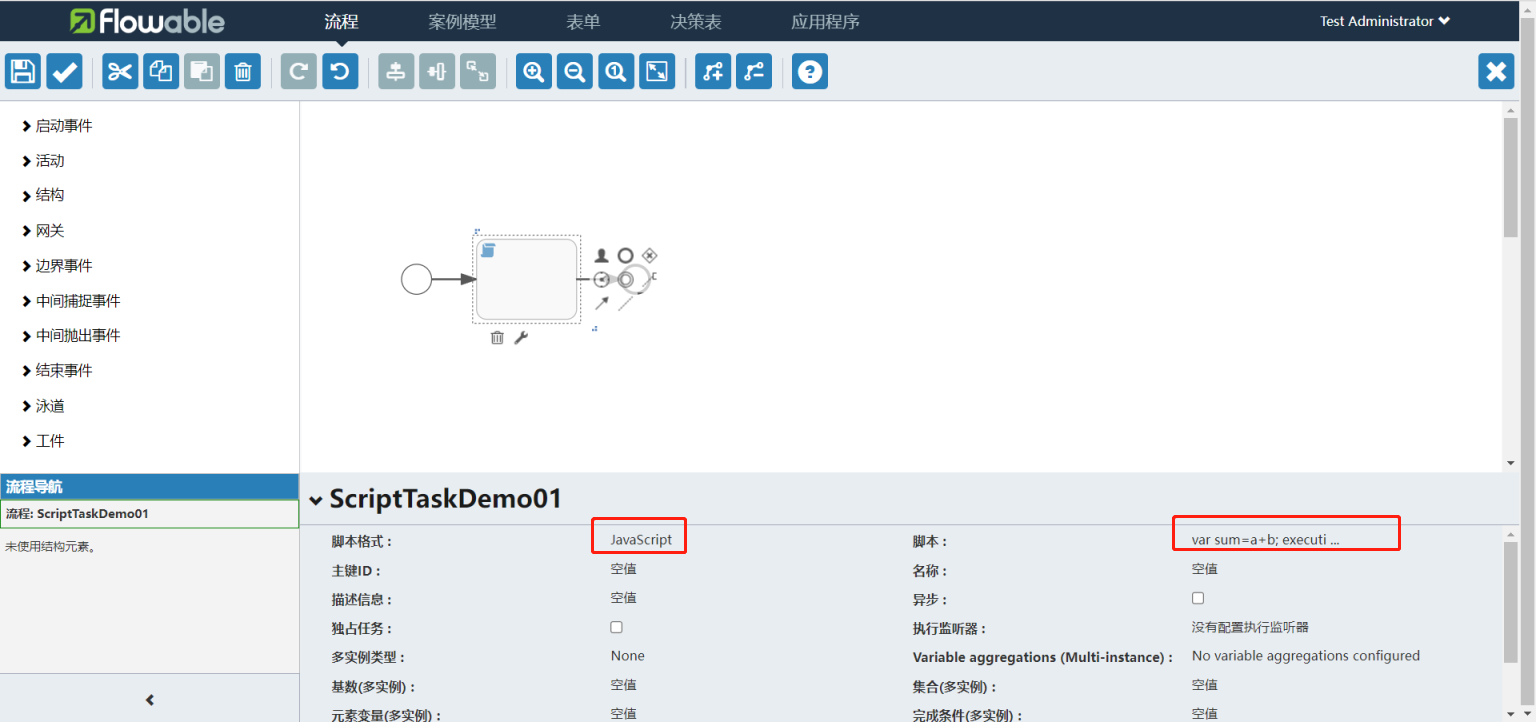 flowable 流程 案例模型 表单 决策表 应用程序 Test Administrator
启动事件
活动
结构
网关
边界事件
中间捕捉事件
中间抛出事件
结束事件
泳道
工件
流程导航
流程: ScriptTaskDemo01
未使用结构元素。
ScriptTaskDemo01
脚本格式 : JavaScript 脚本 : var sum=a+b; executi ...
主键ID : 空值 名称 : 空值
描述信息 : 空值 异步 :
独占任务 : 执行监听器 : 没有配置执行监听器
多实例类型 : None Variable aggregations (Multi-instance) : No variable aggregations configured
基数(多实例) : 空值 集合(多实例) : 空值
元素变量(多实例) : 空值 完成条件(多实例) : 空值